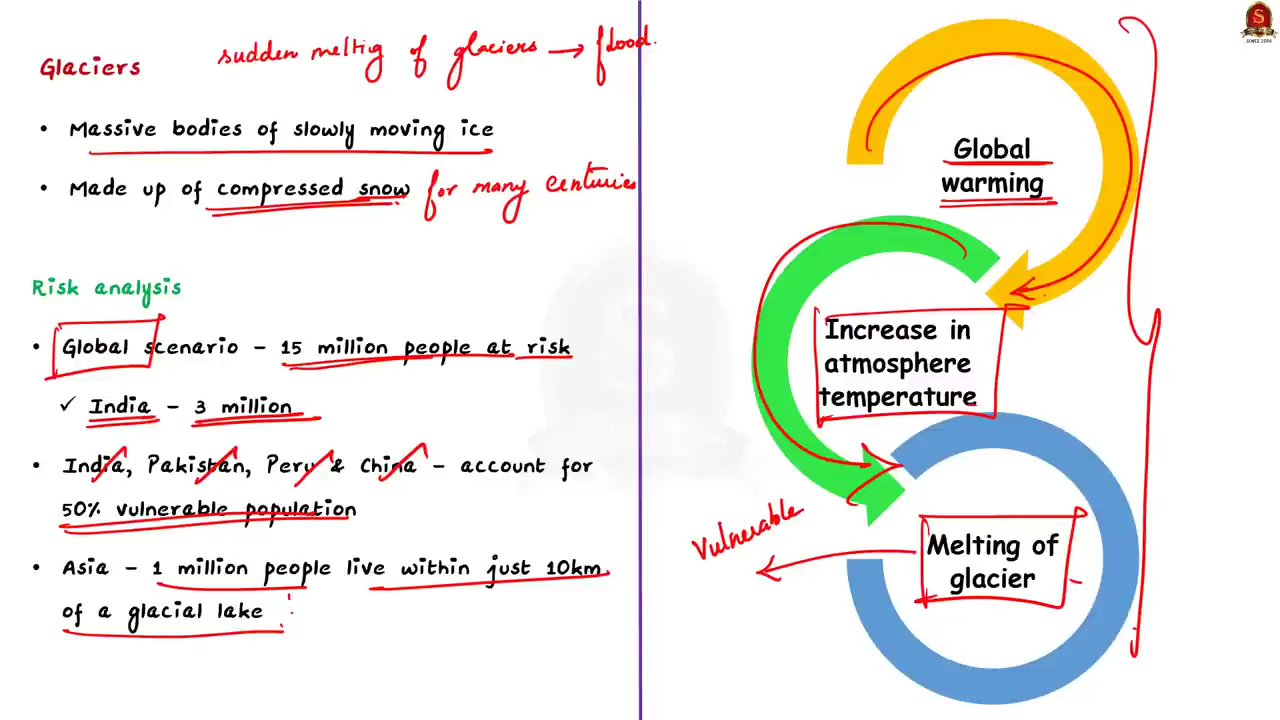 sudden melting of glaciers → flood.
Glaciers
• Massive bodies of slowly moving ice
• Made up of compressed snow for many centuries
Risk analysis
• Global scenario – 15 million people at risk
✓ India – 3 million
• India, Pakistan, Peru & China – account for
50% vulnerable population
• Asia – 1 million people live within just 10km
of a glacial lake
Global
warming
Increase in
atmosphere
temperature
Vulnerable
Melting of
glacier
S
SINCE 2004